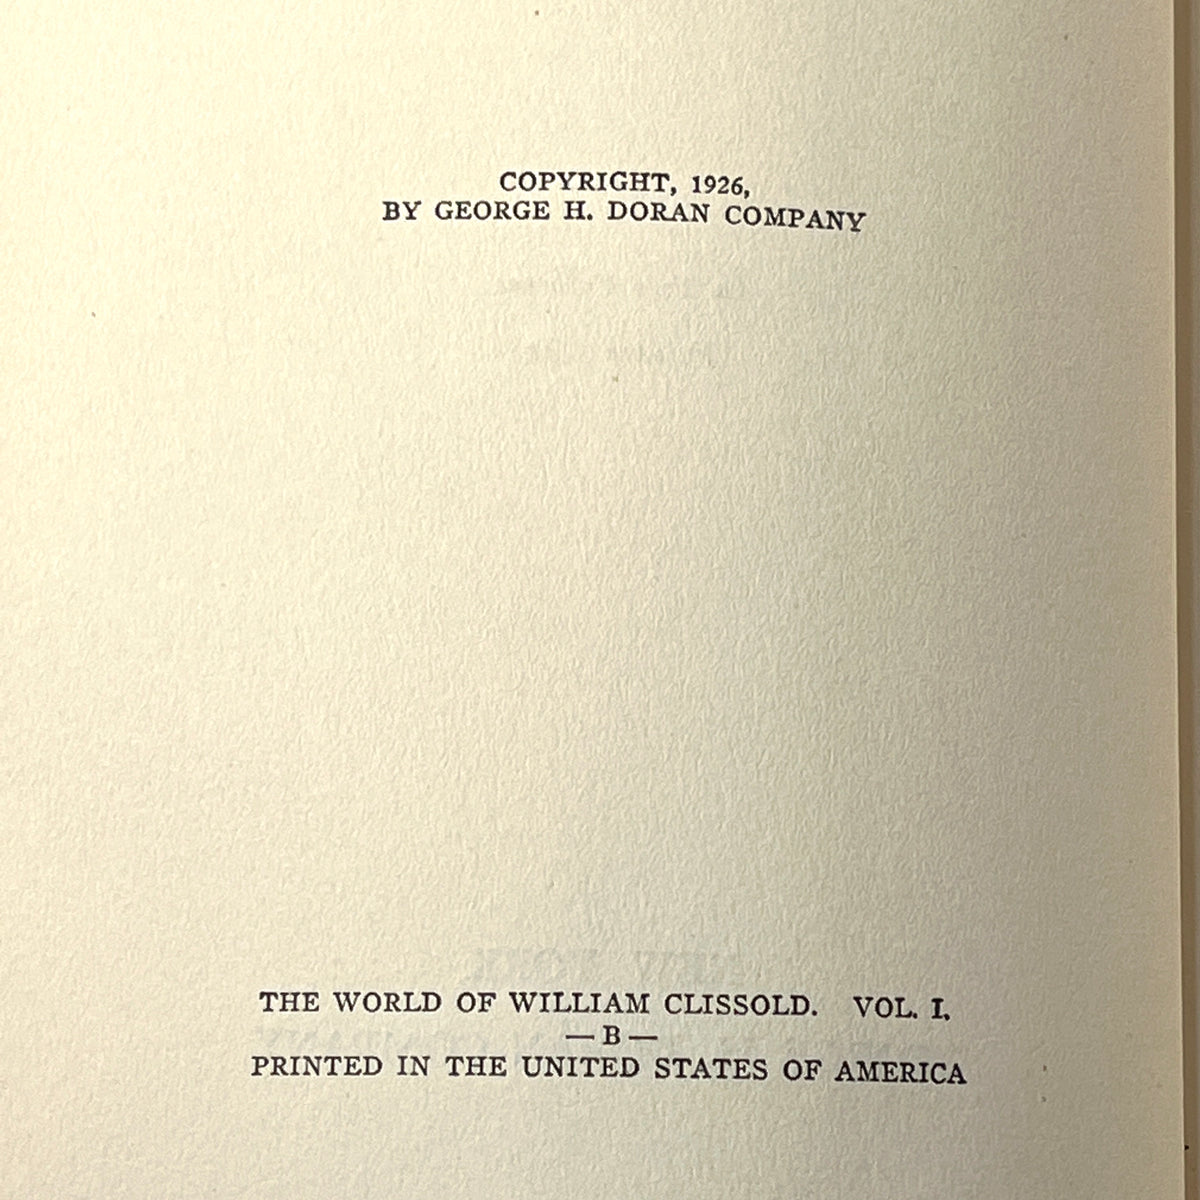 COPYRIGHT, 1926,
BY GEORGE H. DORAN COMPANY
THE WORLD OF WILLIAM CLISSOLD. VOL. I.
— B —
PRINTED IN THE UNITED STATES OF AMERICA